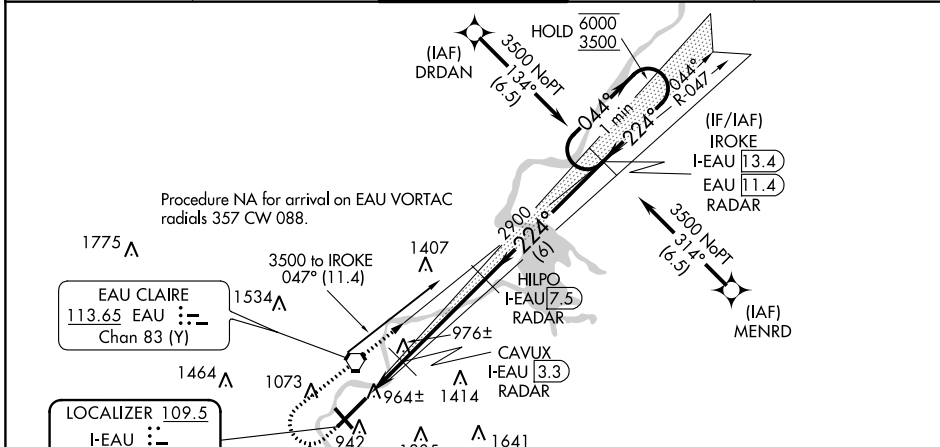 HOLD 6000
3500
(IAF)
DRDAN
3500 NoPT
134°
(6.5)
044°
1 min
224°
044°
R-047
(IF/IAF)
IROKE
I-EAU 13.4
EAU 11.4
RADAR
Procedure NA for arrival on EAU VORTAC
radials 357 CW 088.
2900
224°
(6)
3500 NoPT
314°
(6.5)
(IAF)
MENRD
1775
1407
3500 to IROKE
047° (11.4)
HILPO
I-EAU 7.5
RADAR
EAU CLAIRE
113.65 EAU
Chan 83 (Y)
1534
976±
CAVUX
I-EAU 3.3
RADAR
1464
1073
964±
1414
LOCALIZER 109.5
I-EAU
942
1641